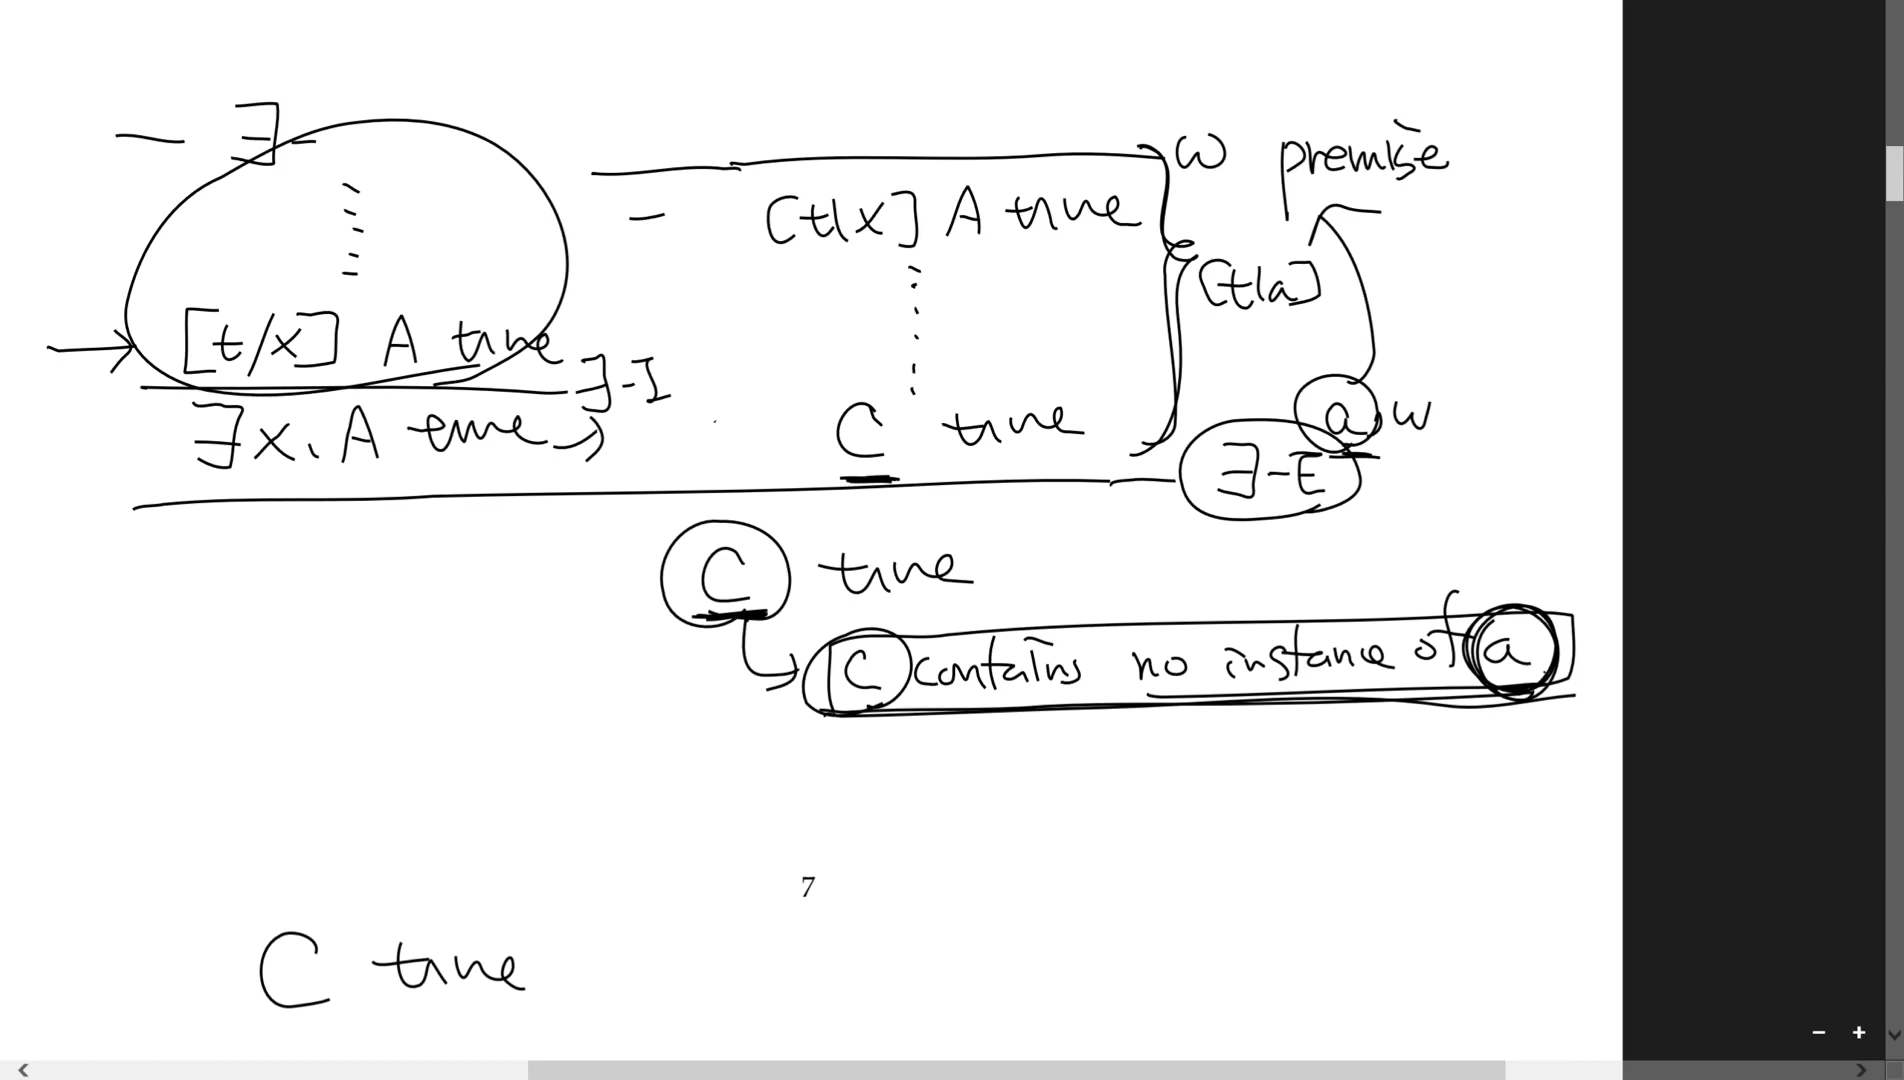 — ∃-
— [t/x] A true w premise
[t/a]
[t/x] A true ∃-I
∃x. A true C true a, w
∃-E
C true
C contains no instance of a
7
C true